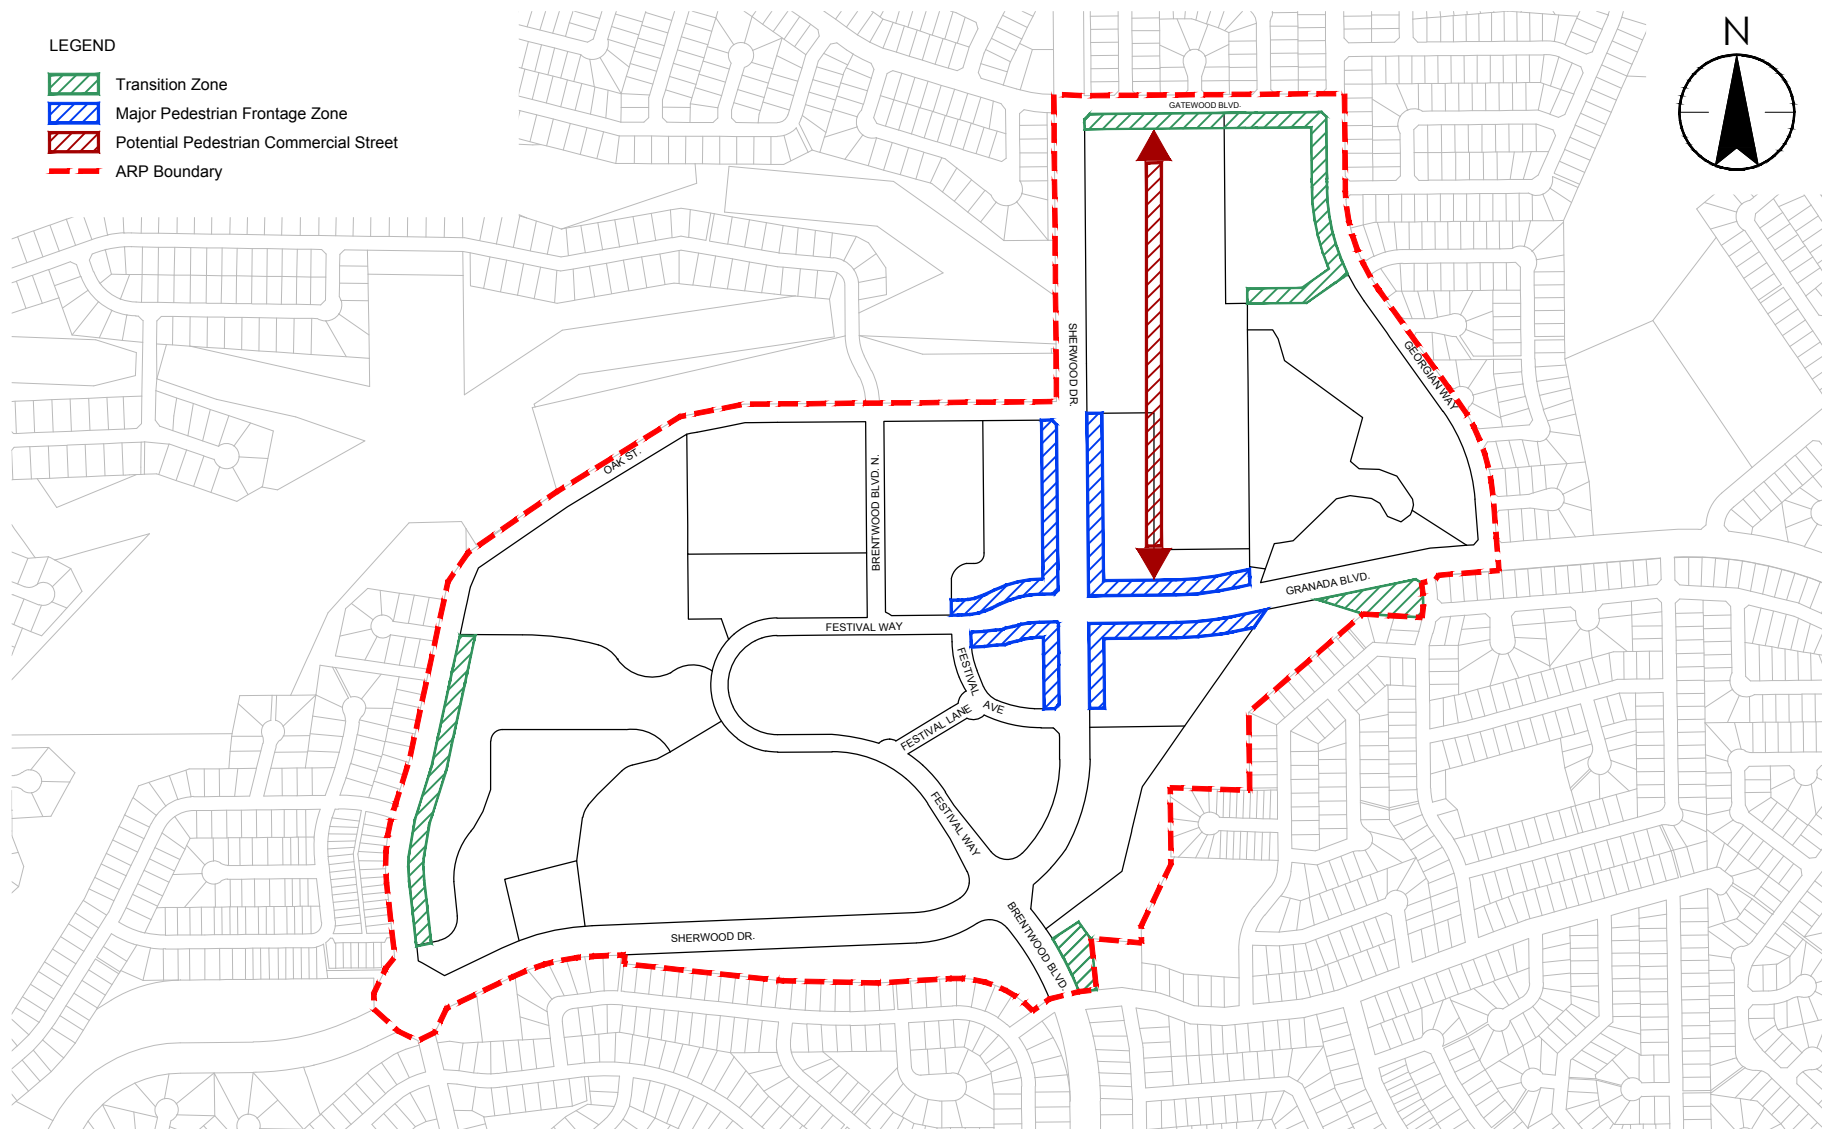 LEGEND
Transition Zone
Major Pedestrian Frontage Zone
Potential Pedestrian Commercial Street
ARP Boundary
N
GATEWOOD BLVD.
SHERWOOD DR.
GEORGIAN WAY
OAK ST.
BRENTWOOD BLVD. N.
GRANADA BLVD.
FESTIVAL WAY
FESTIVAL
AVE
FESTIVAL LANE
FESTIVAL WAY
BRENTWOOD BLVD.
SHERWOOD DR.